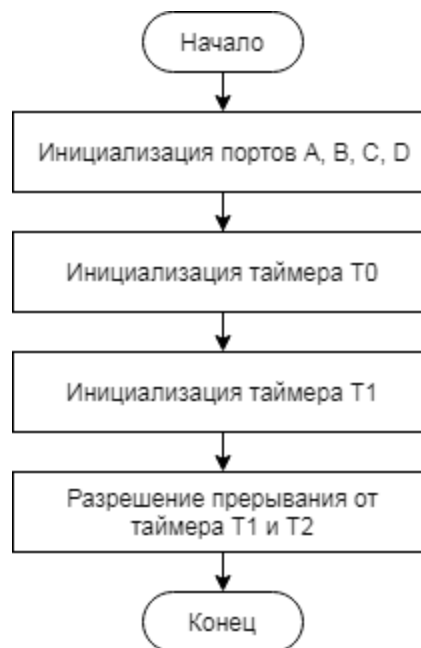 Начало
Инициализация портов A, B, C, D
Инициализация таймера T0
Инициализация таймера T1
Разрешение прерывания от
таймера T1 и T2
Конец